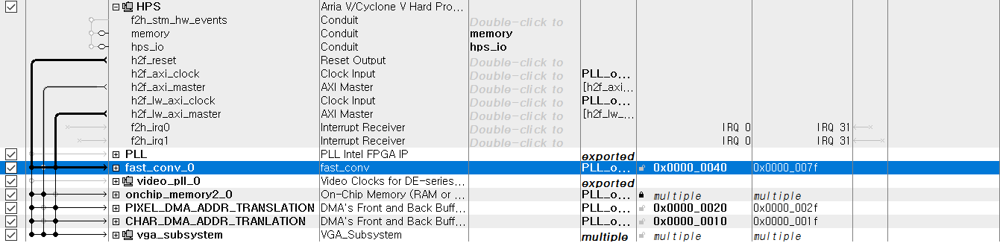 HPS Arria V/Cyclone V Hard Pro...
f2h_stm_hw_events Conduit Double-click to
memory Conduit memory
hps_io Conduit hps_io
h2f_reset Reset Output Double-click to
h2f_axi_clock Clock Input Double-click to PLL_o...
h2f_axi_master AXI Master Double-click to [h2f_axi...
h2f_lw_axi_clock Clock Input Double-click to PLL_o...
h2f_lw_axi_master AXI Master Double-click to [h2f_lw_...
f2h_irq0 Interrupt Receiver Double-click to IRQ 0 IRQ 31
f2h_irq1 Interrupt Receiver Double-click to IRQ 0 IRQ 31
PLL PLL Intel FPGA IP exported
fast_conv_0 fast_conv PLL_o... 0x0000_0040 0x0000_007f
video_pll_0 Video Clocks for DE-series... exported
onchip_memory2_0 On-Chip Memory (RAM or ... PLL_o... multiple multiple
PIXEL_DMA_ADDR_TRANSLATION DMA's Front and Back Buff... PLL_o... 0x0000_0020 0x0000_002f
CHAR_DMA_ADDR_TRANLATION DMA's Front and Back Buff... PLL_o... 0x0000_0010 0x0000_001f
vga_subsystem VGA_Subsystem multiple multiple multiple